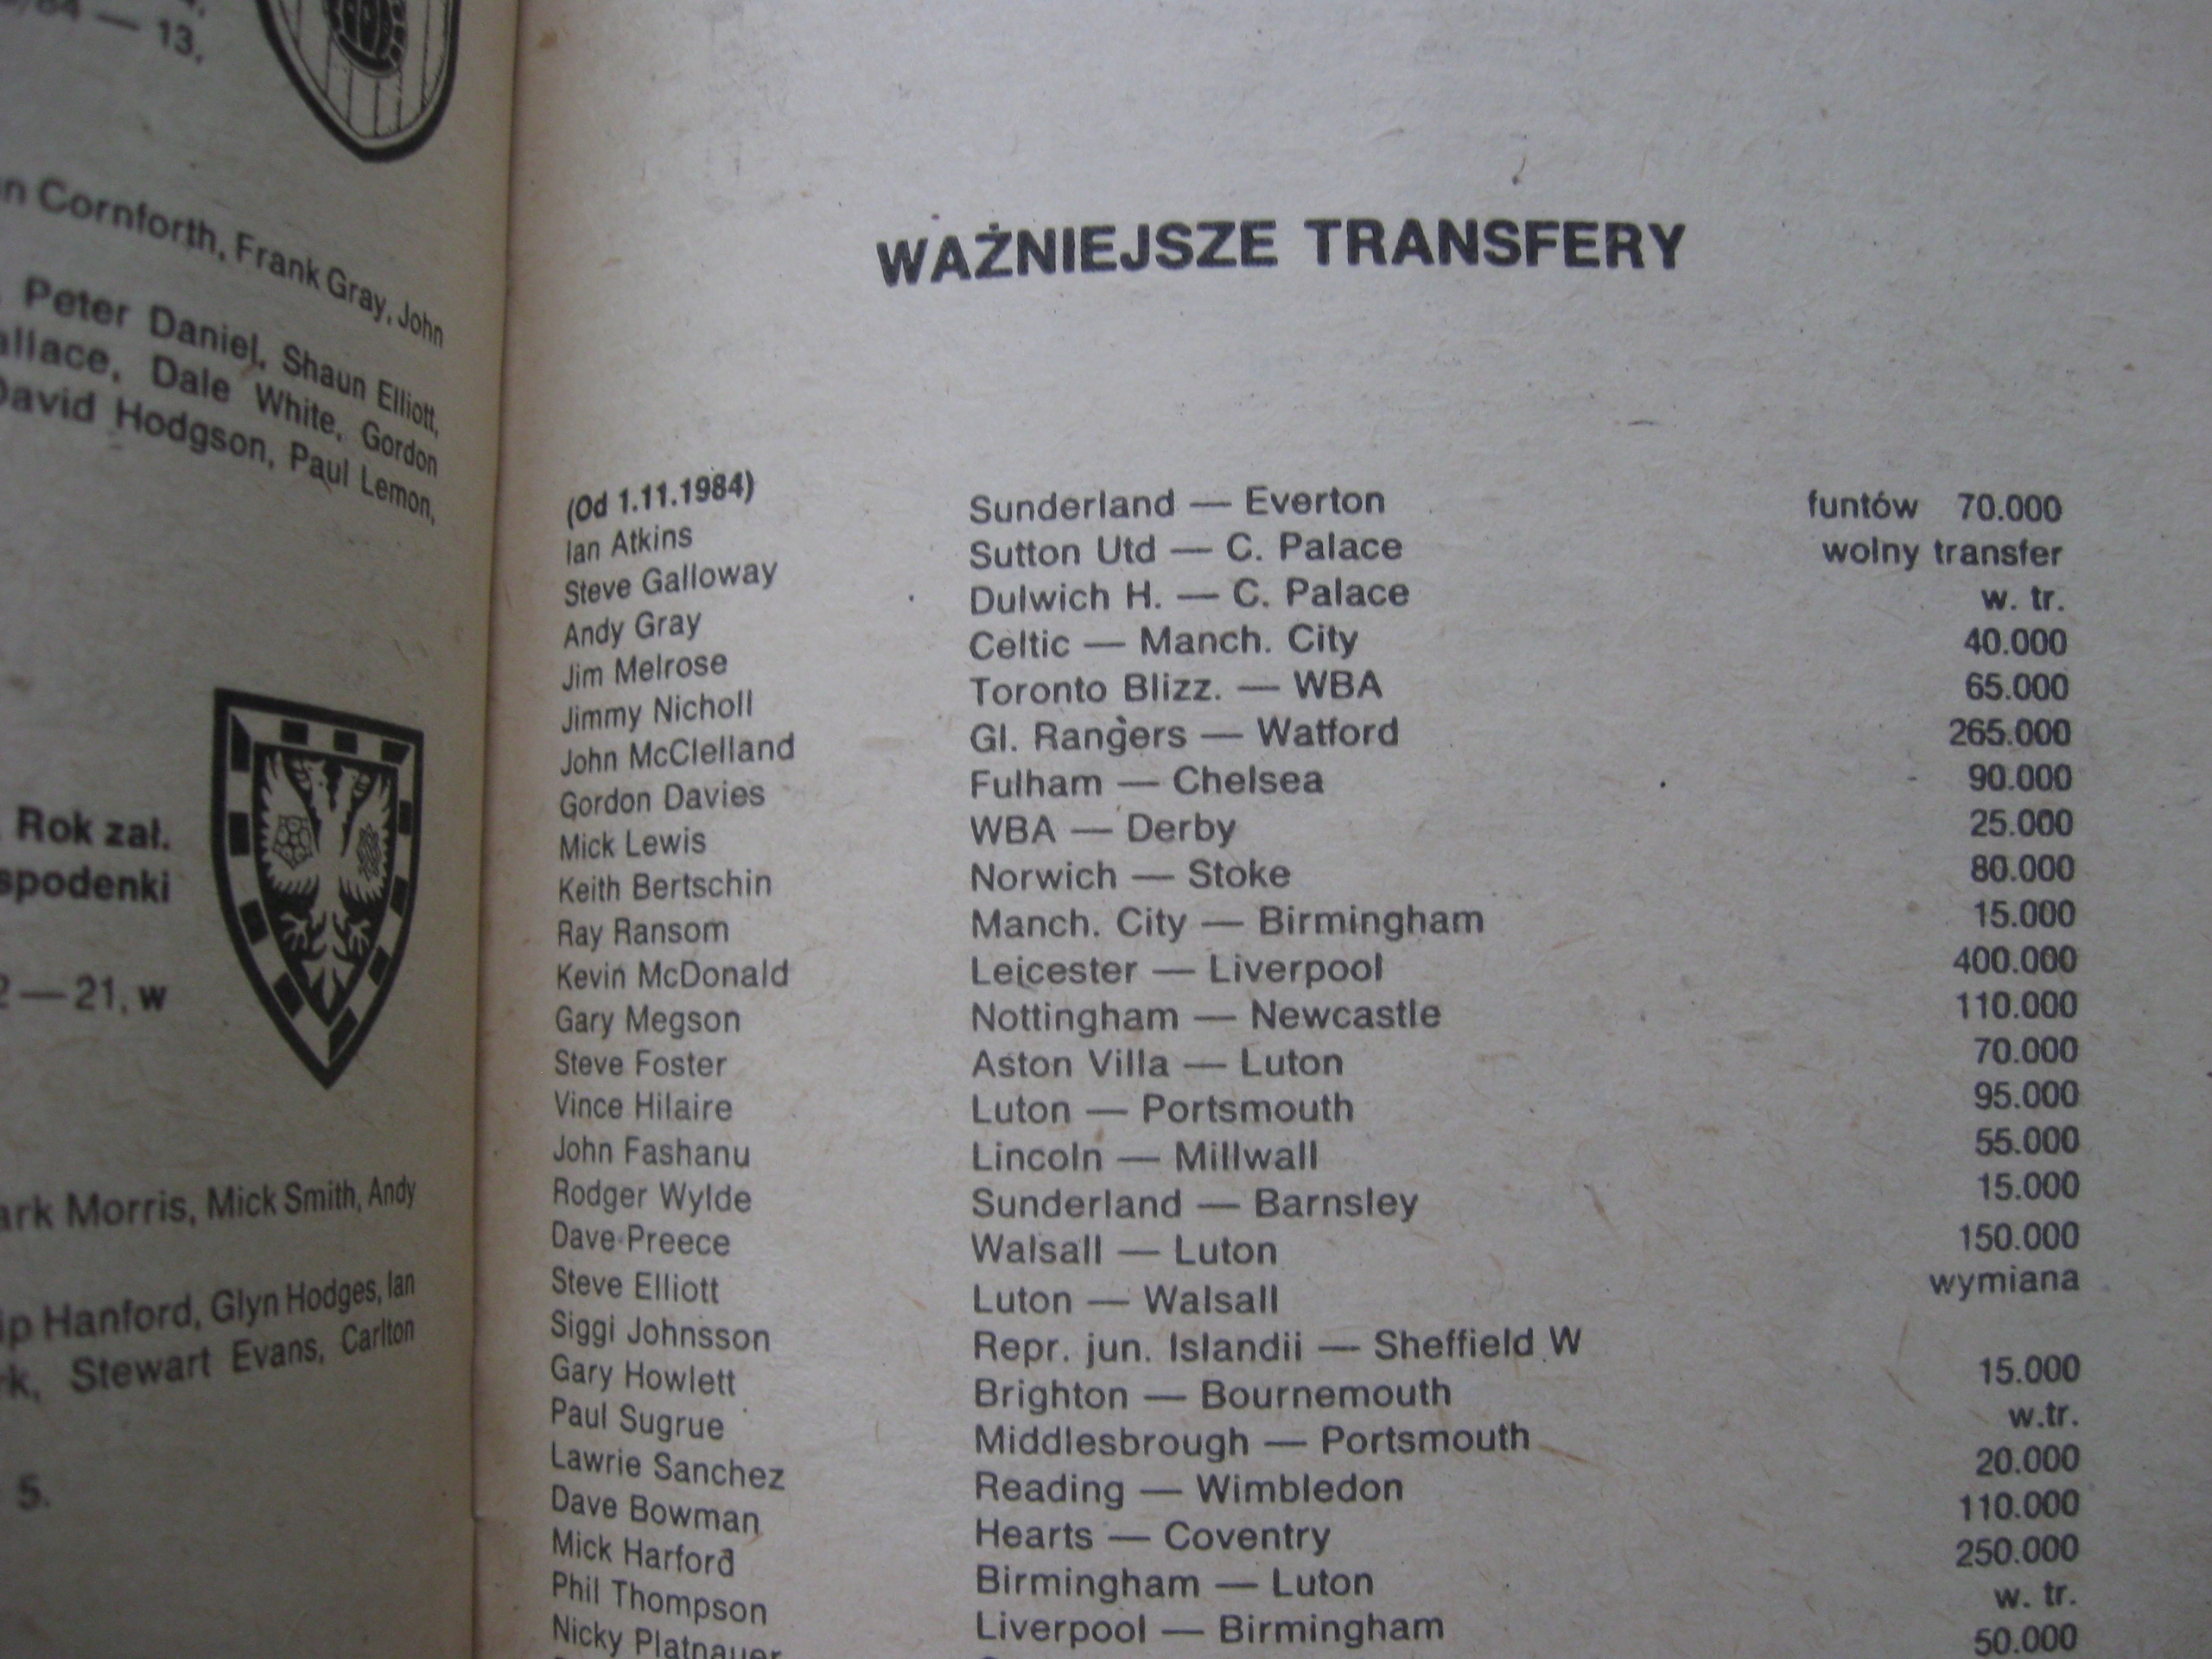 84 — 13,
n Cornforth, Frank Gray, John
Peter Daniel, Shaun Elliott,
allace, Dale White, Gordon
David Hodgson, Paul Lemon,
Rok zał.
spodenki
2 — 21, w
ark Morris, Mick Smith, Andy
ip Hanford, Glyn Hodges, Ian
rk, Stewart Evans, Carlton
5.
WAŻNIEJSZE TRANSFERY
(Od 1.11.1984)
Ian Atkins Sunderland — Everton funtów 70.000
Steve Galloway Sutton Utd — C. Palace wolny transfer
Andy Gray Dulwich H. — C. Palace w. tr.
Jim Melrose Celtic — Manch. City 40.000
Jimmy Nicholl Toronto Blizz. — WBA 65.000
John McClelland Gl. Rangers — Watford 265.000
Gordon Davies Fulham — Chelsea 90.000
Mick Lewis WBA — Derby 25.000
Keith Bertschin Norwich — Stoke 80.000
Ray Ransom Manch. City — Birmingham 15.000
Kevin McDonald Leicester — Liverpool 400.000
Gary Megson Nottingham — Newcastle 110.000
Steve Foster Aston Villa — Luton 70.000
Vince Hilaire Luton — Portsmouth 95.000
John Fashanu Lincoln — Millwall 55.000
Rodger Wylde Sunderland — Barnsley 15.000
Dave Preece Walsall — Luton 150.000
Steve Elliott Luton — Walsall wymiana
Siggi Johnsson Repr. jun. Islandii — Sheffield W
Gary Howlett Brighton — Bournemouth 15.000
Paul Sugrue Middlesbrough — Portsmouth w.tr.
Lawrie Sanchez Reading — Wimbledon 20.000
Dave Bowman Hearts — Coventry 110.000
Mick Harford Birmingham — Luton 250.000
Phil Thompson Liverpool — Birmingham w. tr.
Nicky Platnauer 50.000